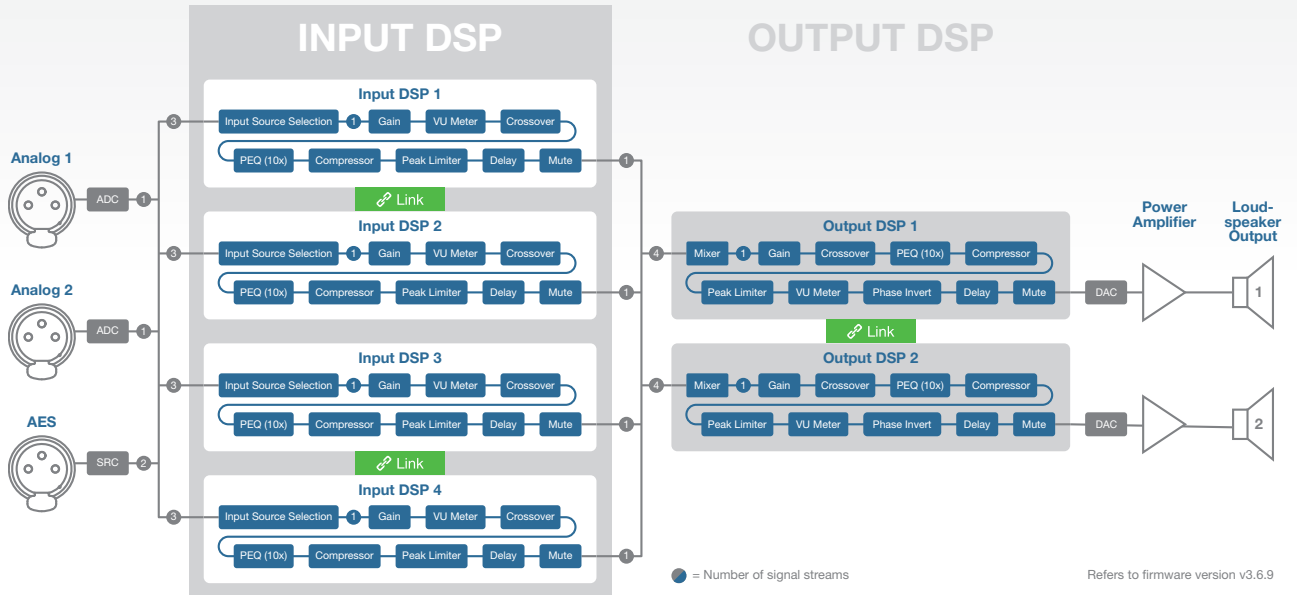 INPUT DSP
OUTPUT DSP
Input DSP 1
3
Input Source Selection 1 Gain VU Meter Crossover
PEQ (10x) Compressor Peak Limiter Delay Mute
1
Link
Input DSP 2
3
Input Source Selection 1 Gain VU Meter Crossover
PEQ (10x) Compressor Peak Limiter Delay Mute
1
Input DSP 3
3
Input Source Selection 1 Gain VU Meter Crossover
PEQ (10x) Compressor Peak Limiter Delay Mute
1
Link
Input DSP 4
3
Input Source Selection 1 Gain VU Meter Crossover
PEQ (10x) Compressor Peak Limiter Delay Mute
1
Analog 1
ADC 1
Analog 2
ADC 1
AES
SRC 2
Output DSP 1
4
Mixer 1 Gain Crossover PEQ (10x) Compressor
Peak Limiter VU Meter Phase Invert Delay Mute
DAC
Link
Output DSP 2
4
Mixer 1 Gain Crossover PEQ (10x) Compressor
Peak Limiter VU Meter Phase Invert Delay Mute
DAC
Power
Amplifier
Loud-
speaker
Output
1
2
= Number of signal streams
Refers to firmware version v3.6.9